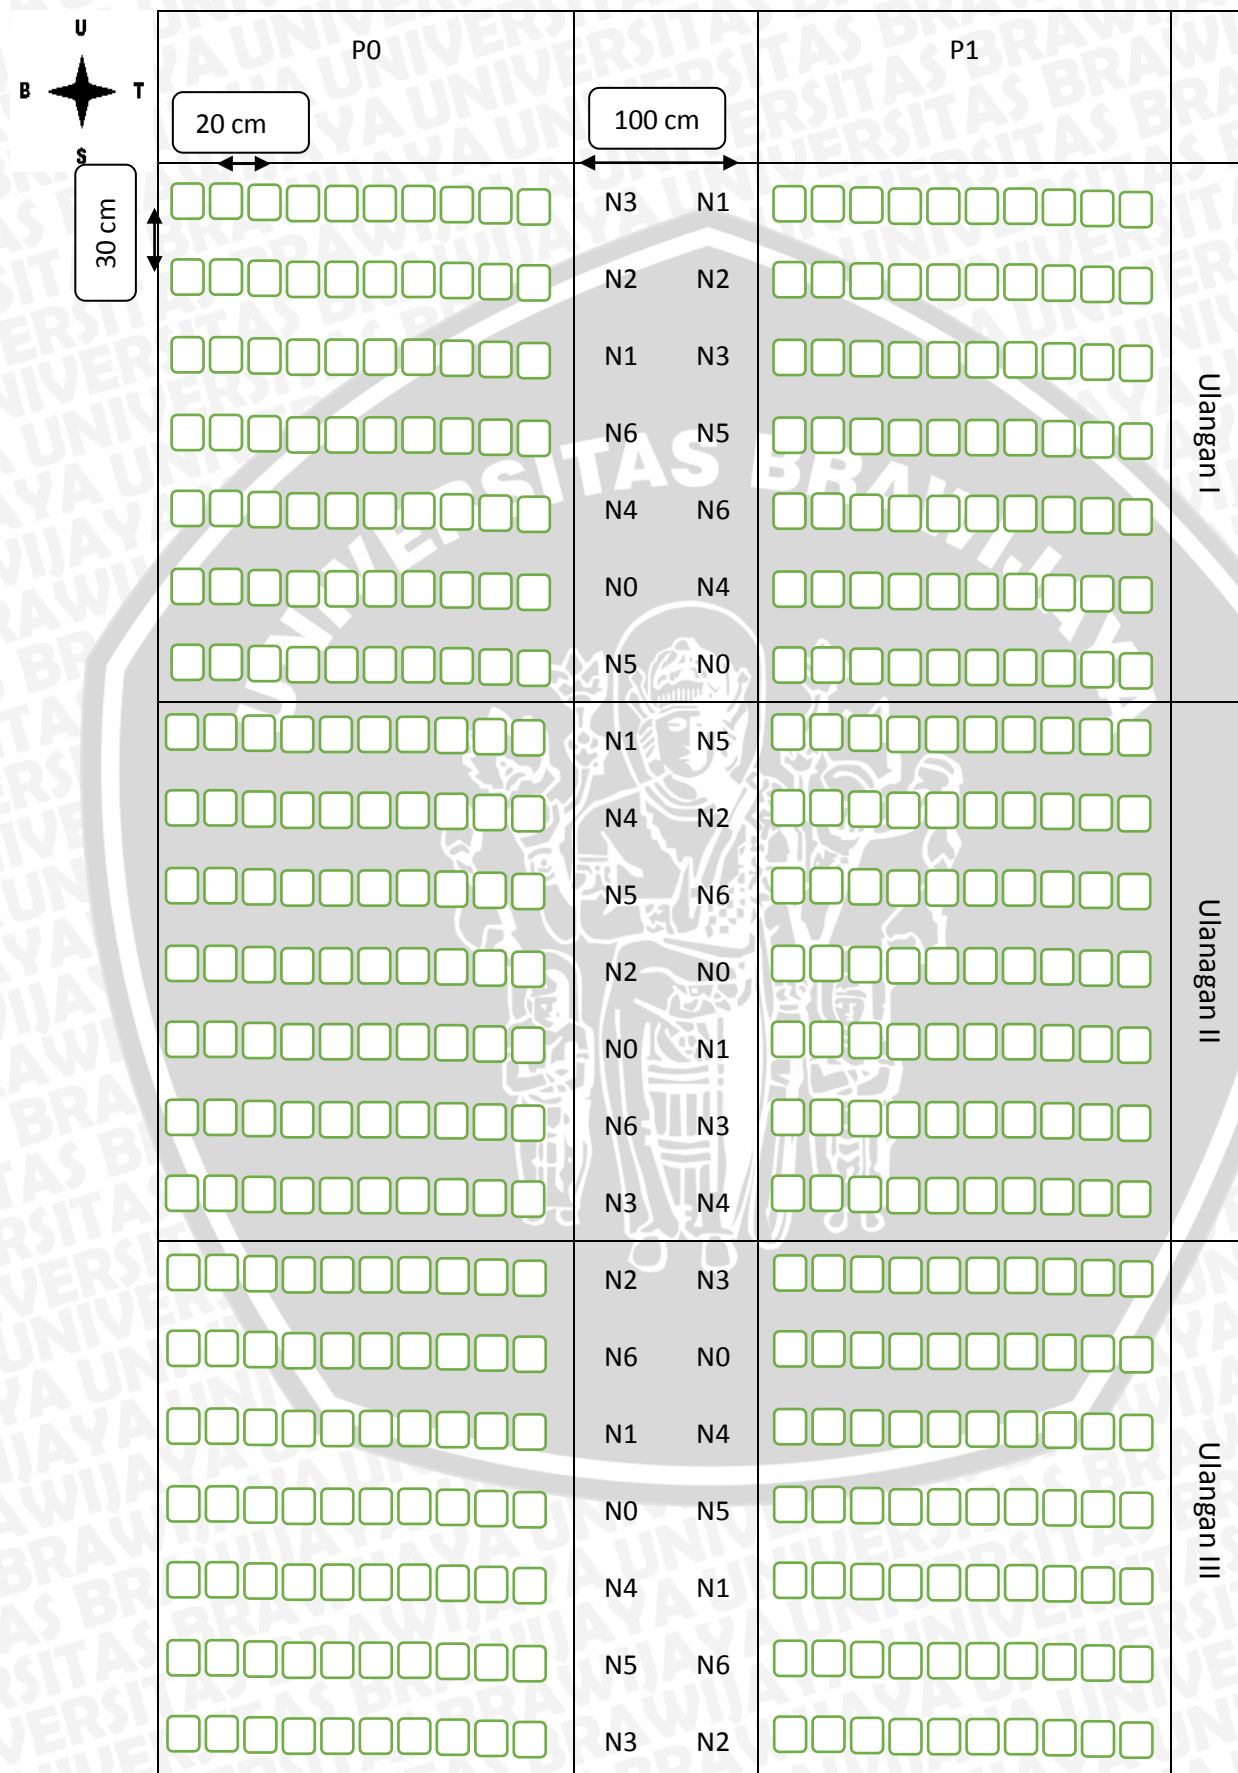 U
B T
S
P0 P1
20 cm 100 cm
30 cm
N3 N1
N2 N2
N1 N3
N6 N5
N4 N6
N0 N4
N5 N0
Ulangan I
N1 N5
N4 N2
N5 N6
N2 N0
N0 N1
N6 N3
N3 N4
Ulanagan II
N2 N3
N6 N0
N1 N4
N0 N5
N4 N1
N5 N6
N3 N2
Ulangan III
UNIVERSITAS BRAWIJAYA